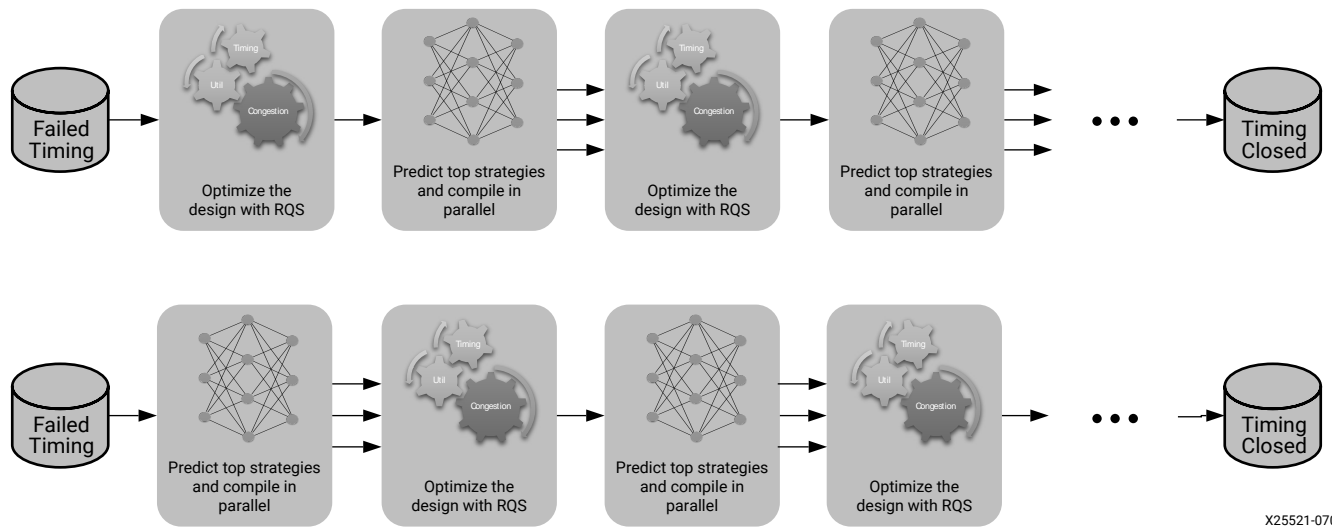 Failed
Timing
Timing
Util
Congestion
Optimize the
design with RQS
Predict top strategies
and compile in
parallel
Timing
Util
Congestion
Optimize the
design with RQS
Predict top strategies
and compile in
parallel
Timing
Closed
Failed
Timing
Predict top strategies
and compile in
parallel
Timing
Util
Congestion
Optimize the
design with RQS
Predict top strategies
and compile in
parallel
Timing
Util
Congestion
Optimize the
design with RQS
Timing
Closed
X25521-070